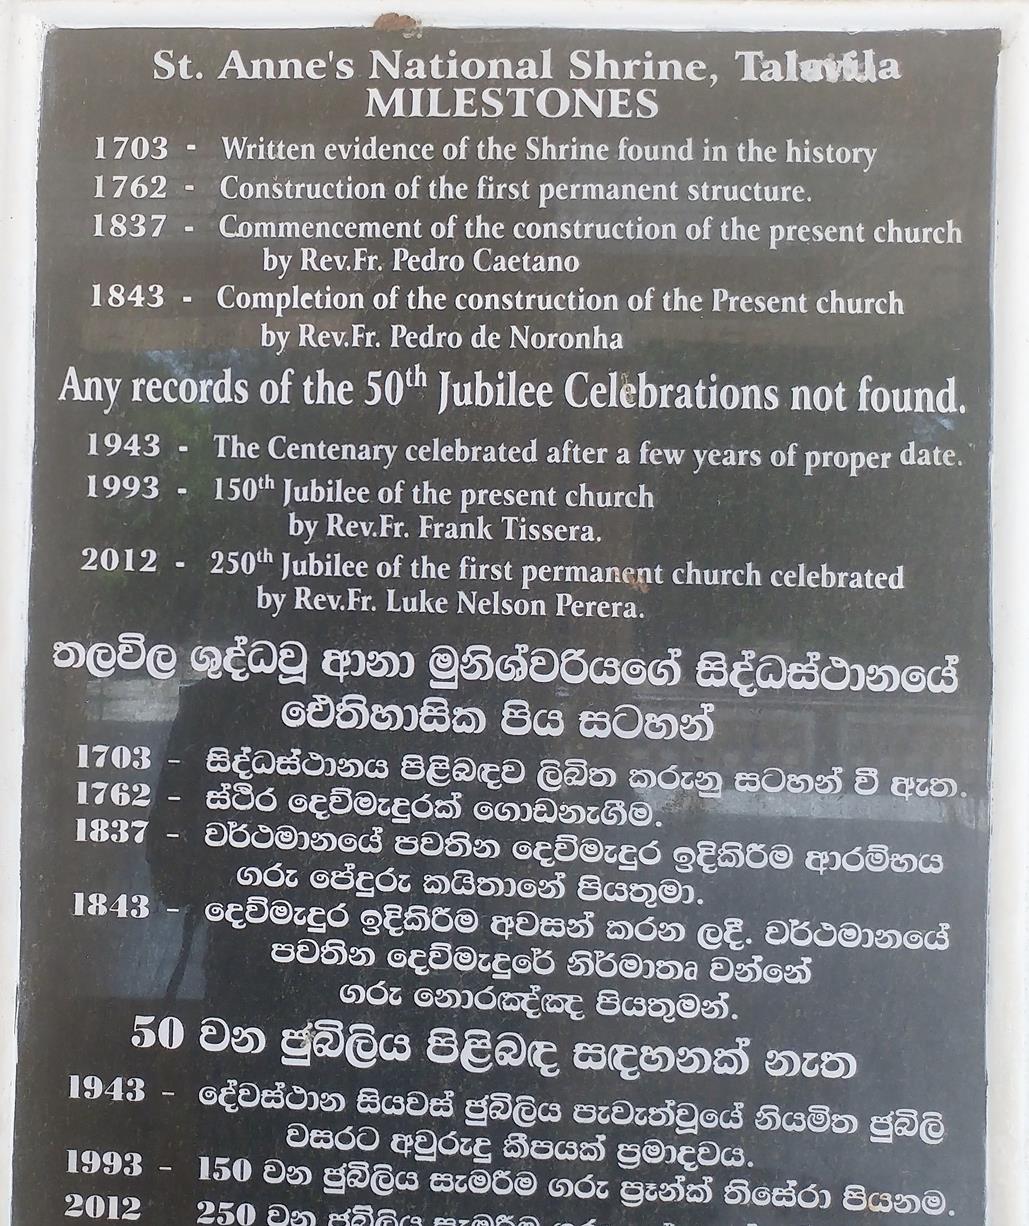 St. Anne's National Shrine, Talavila
MILESTONES
1703 - Written evidence of the Shrine found in the history
1762 - Construction of the first permanent structure.
1837 - Commencement of the construction of the present church
by Rev.Fr. Pedro Caetano
1843 - Completion of the construction of the Present church
by Rev.Fr. Pedro de Noronha
Any records of the 50th Jubilee Celebrations not found.
1943 - The Centenary celebrated after a few years of proper date.
1993 - 150th Jubilee of the present church
by Rev.Fr. Frank Tissera.
2012 - 250th Jubilee of the first permanent church celebrated
by Rev.Fr. Luke Nelson Perera.
තලවිල ශුද්ධවූ ආනා මුනිශ්වරියගේ සිද්ධස්ථානයේ
ඓතිහාසික පිය සටහන්
1703 - සිද්ධස්ථානය පිළිබඳව ලිඛිත කරුනු සටහන් වී ඇත.
1762 - ස්ථිර දෙව්මැදුරක් ගොඩනැගීම.
1837 - වර්ථමානයේ පවතින දෙව්මැදුර ඉදිකිරීම ආරම්භය
ගරු පේදුරු කයිතානේ පියතුමා.
1843 - දෙව්මැදුර ඉදිකිරීම අවසන් කරන ලදී. වර්ථමානයේ
පවතින දෙව්මැදුරේ නිර්මාතෘ වන්නේ
ගරු නොරඤ්ඤ පියතුමන්.
50 වන ජුබිලිය පිළිබඳ සඳහනක් නැත
1943 - දේවස්ථාන සියවස් ජුබිලිය පැවැත්වූයේ නියමිත ජුබිලි
වසරට අවුරුදු කීපයක් ප්‍රමාදවය.
1993 - 150 වන ජුබිලිය සැමරීම ගරු ප්‍රෑන්ක් තිසේරා පියනම.
2012 250 වන ජුබිලිය සැමරීම ගරු